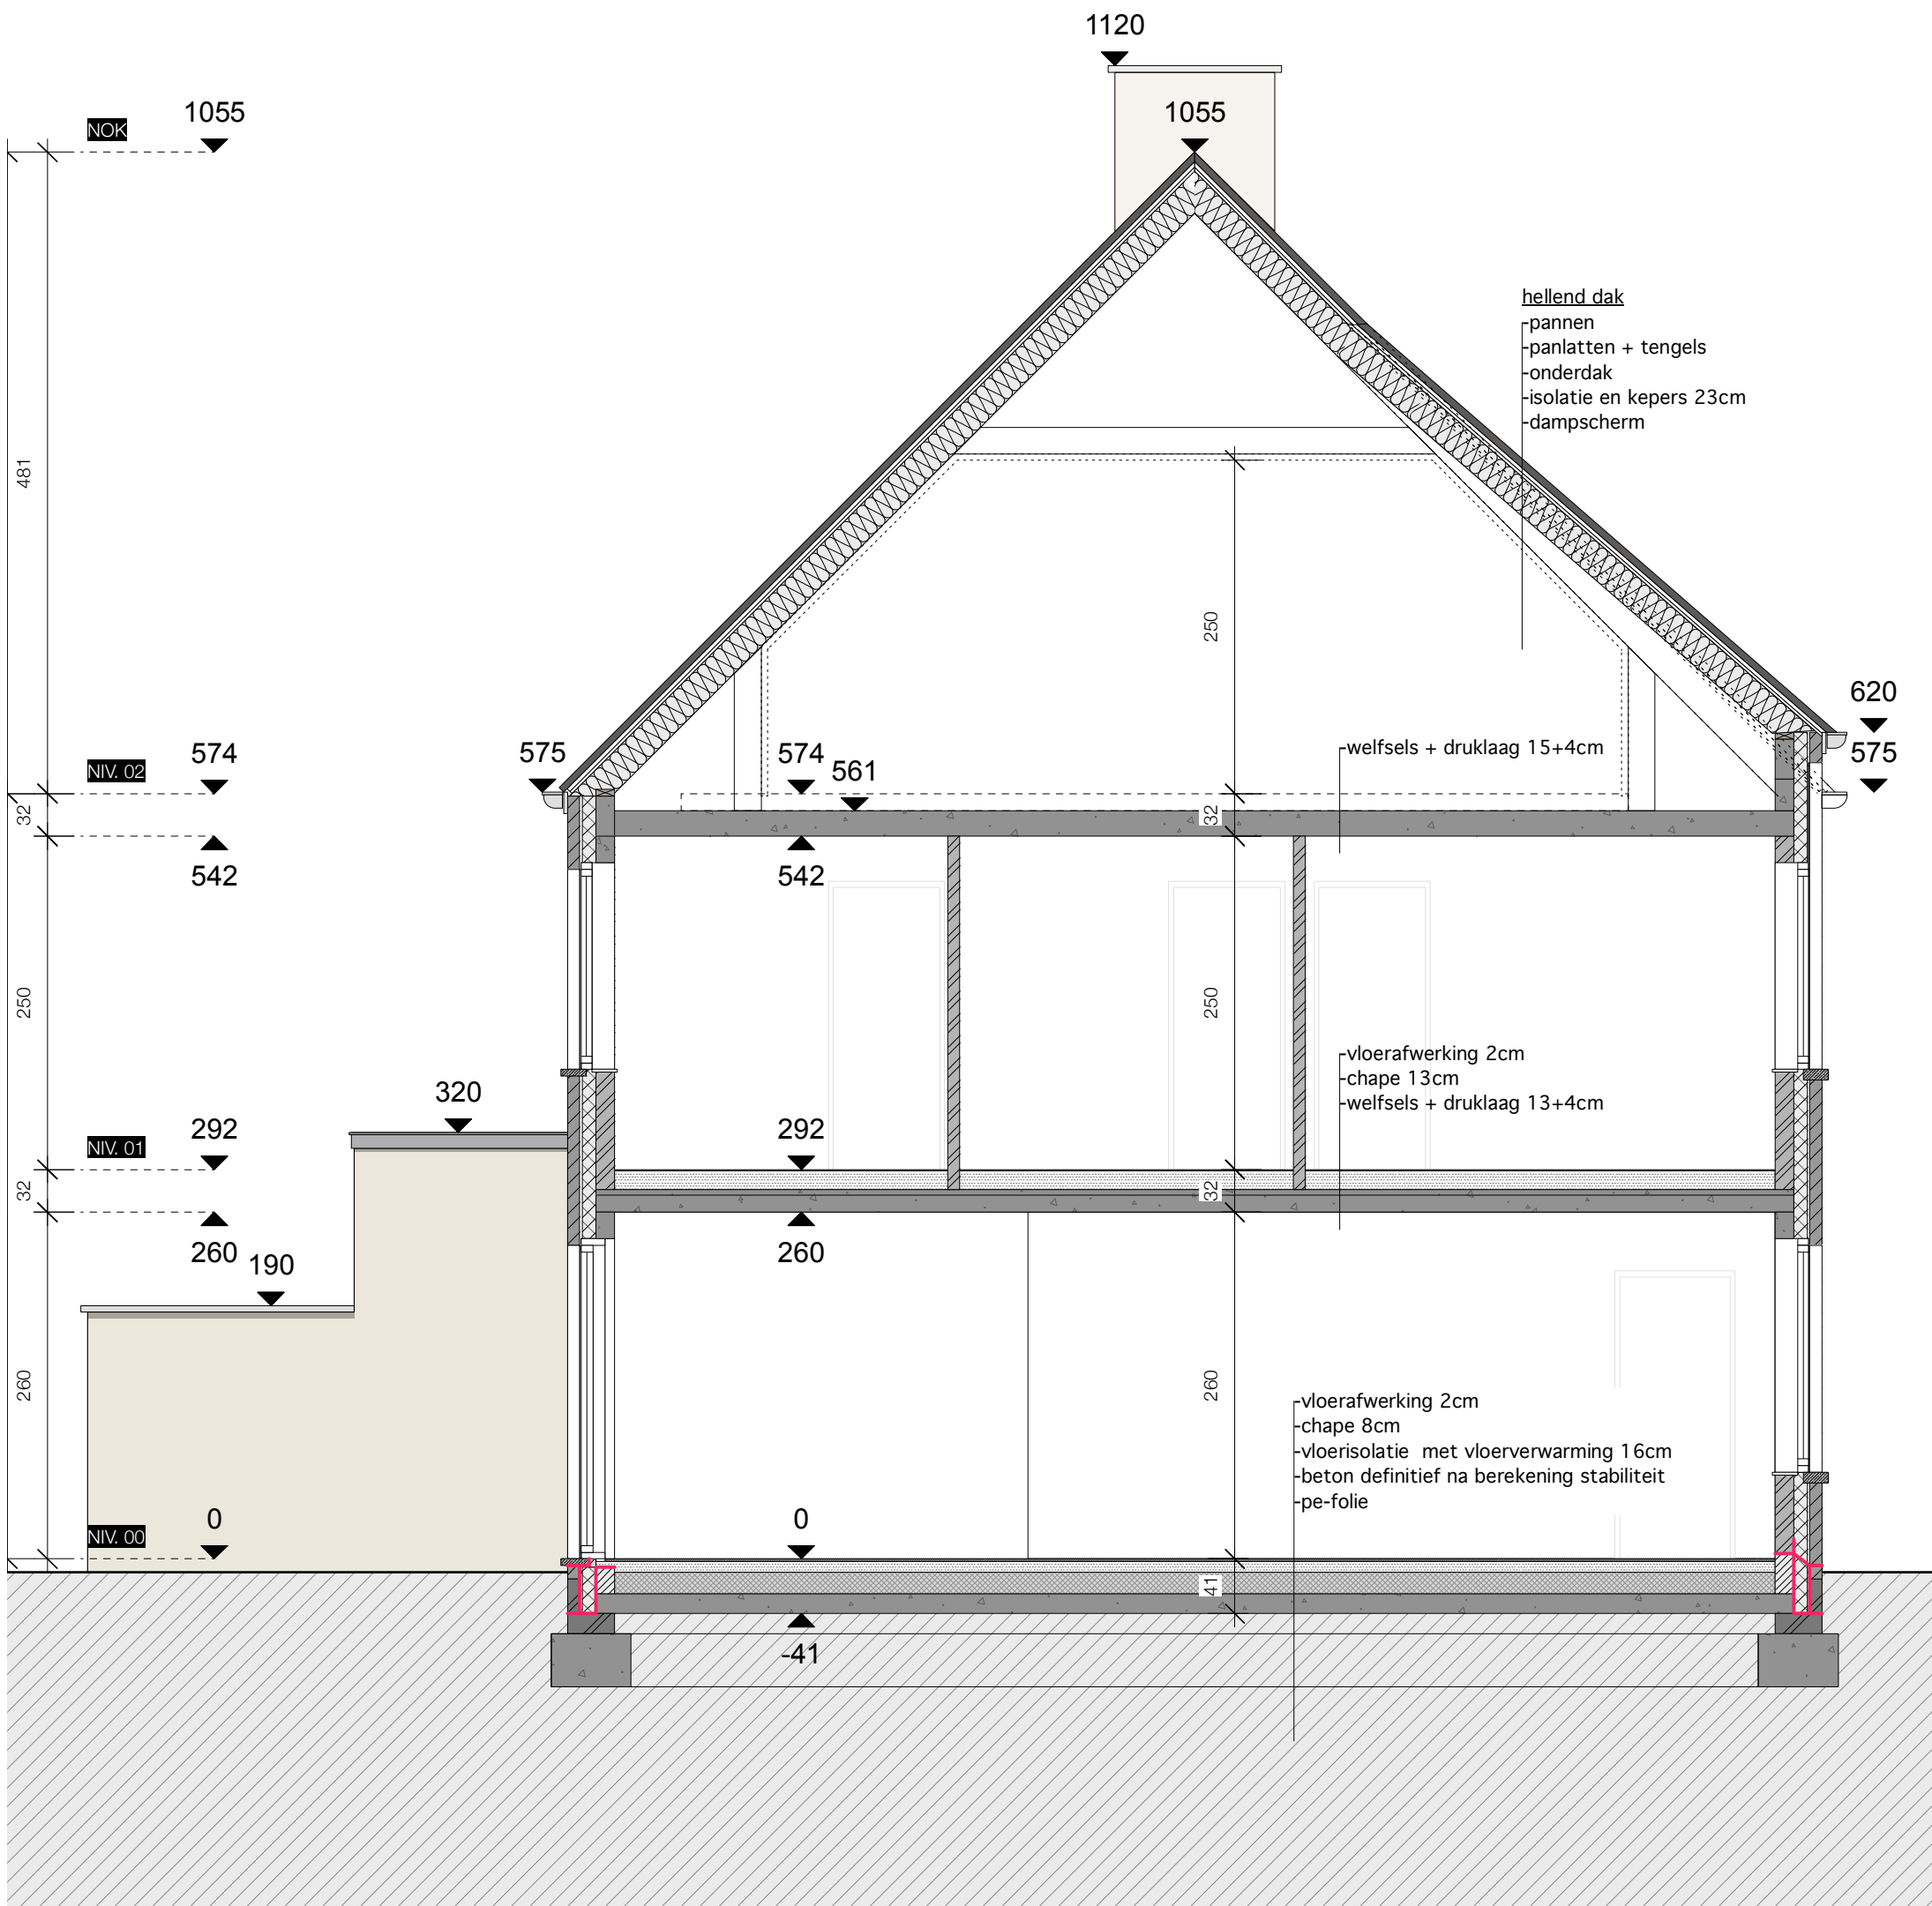 1120
NOK
1055
1055
hellend dak
-pannen
-panlatten + tengels
-onderdak
-isolatie en kepers 23cm
-dampscherm
481
250
620
NIV. 02
574
575
574
561
-welfsels + druklaag 15+4cm
575
32
32
542
542
250
250
-vloerafwerking 2cm
-chape 13cm
-welfsels + druklaag 13+4cm
320
NIV. 01
292
292
32
32
260
190
260
260
260
-vloerafwerking 2cm
-chape 8cm
-vloerisolatie  met vloerverwarming 16cm
-beton definitief na berekening stabiliteit
-pe-folie
NIV. 00
0
0
41
-41